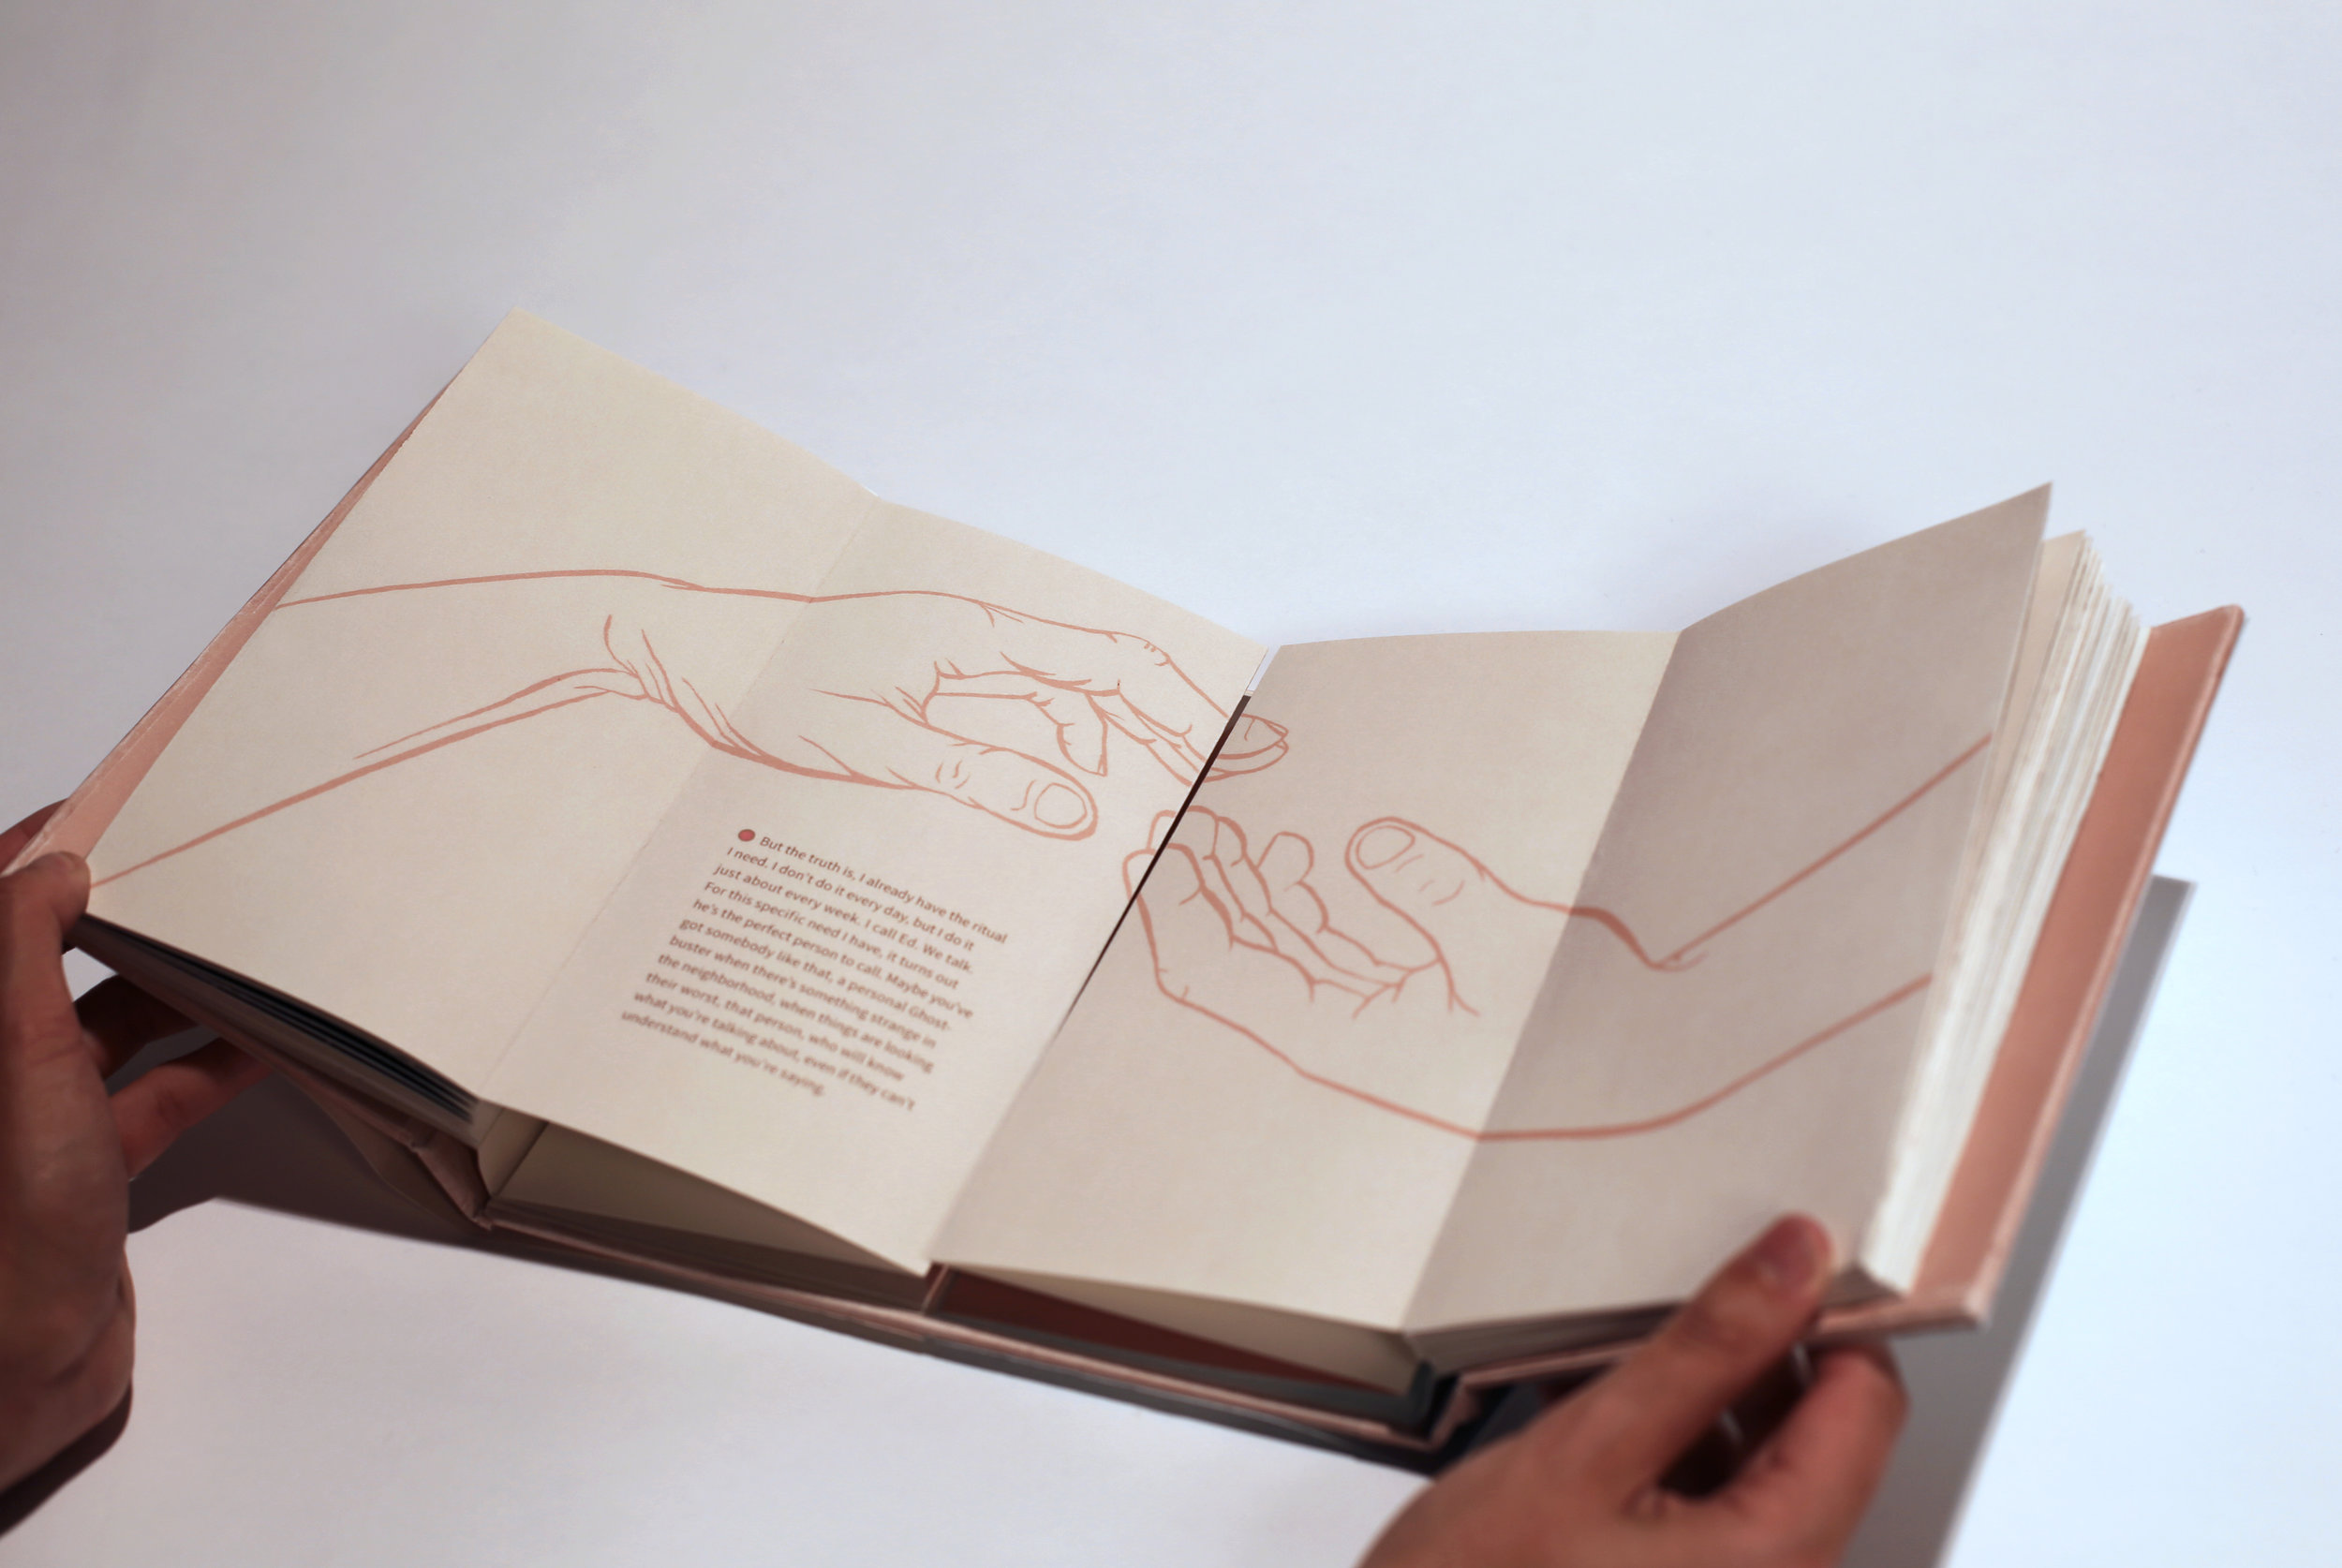 But the truth is, I already have the ritual
I need. I don't do it every day, but I do it
just about every week. I call Ed. We talk.
For this specific need I have, it turns out
he's the perfect person to call. Maybe you've
got somebody like that, a personal Ghost-
buster when there's something strange in
the neighborhood, when things are looking
their worst, that person, who will know
what you're talking about, even if they can't
understand what you're saying.